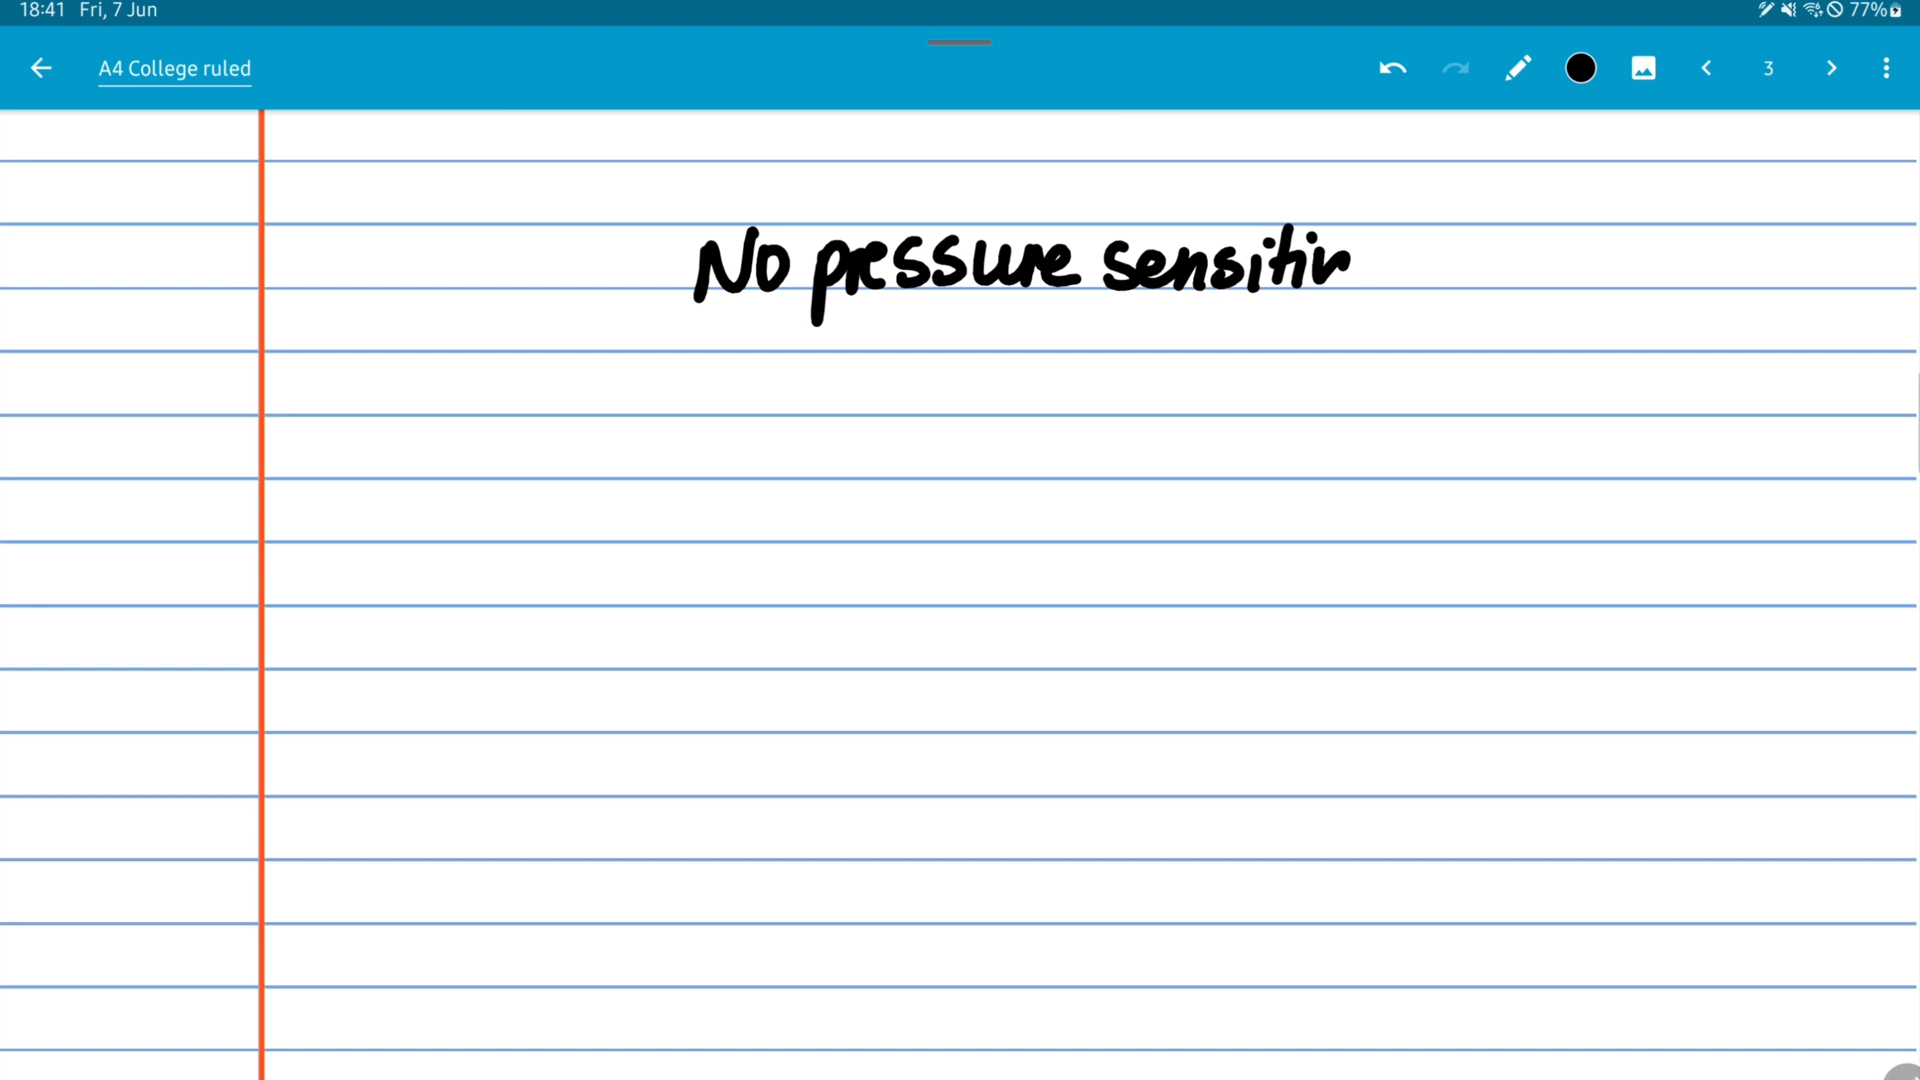 18:41 Fri, 7 Jun 77%
A4 College ruled 3
No pressure sensitiv